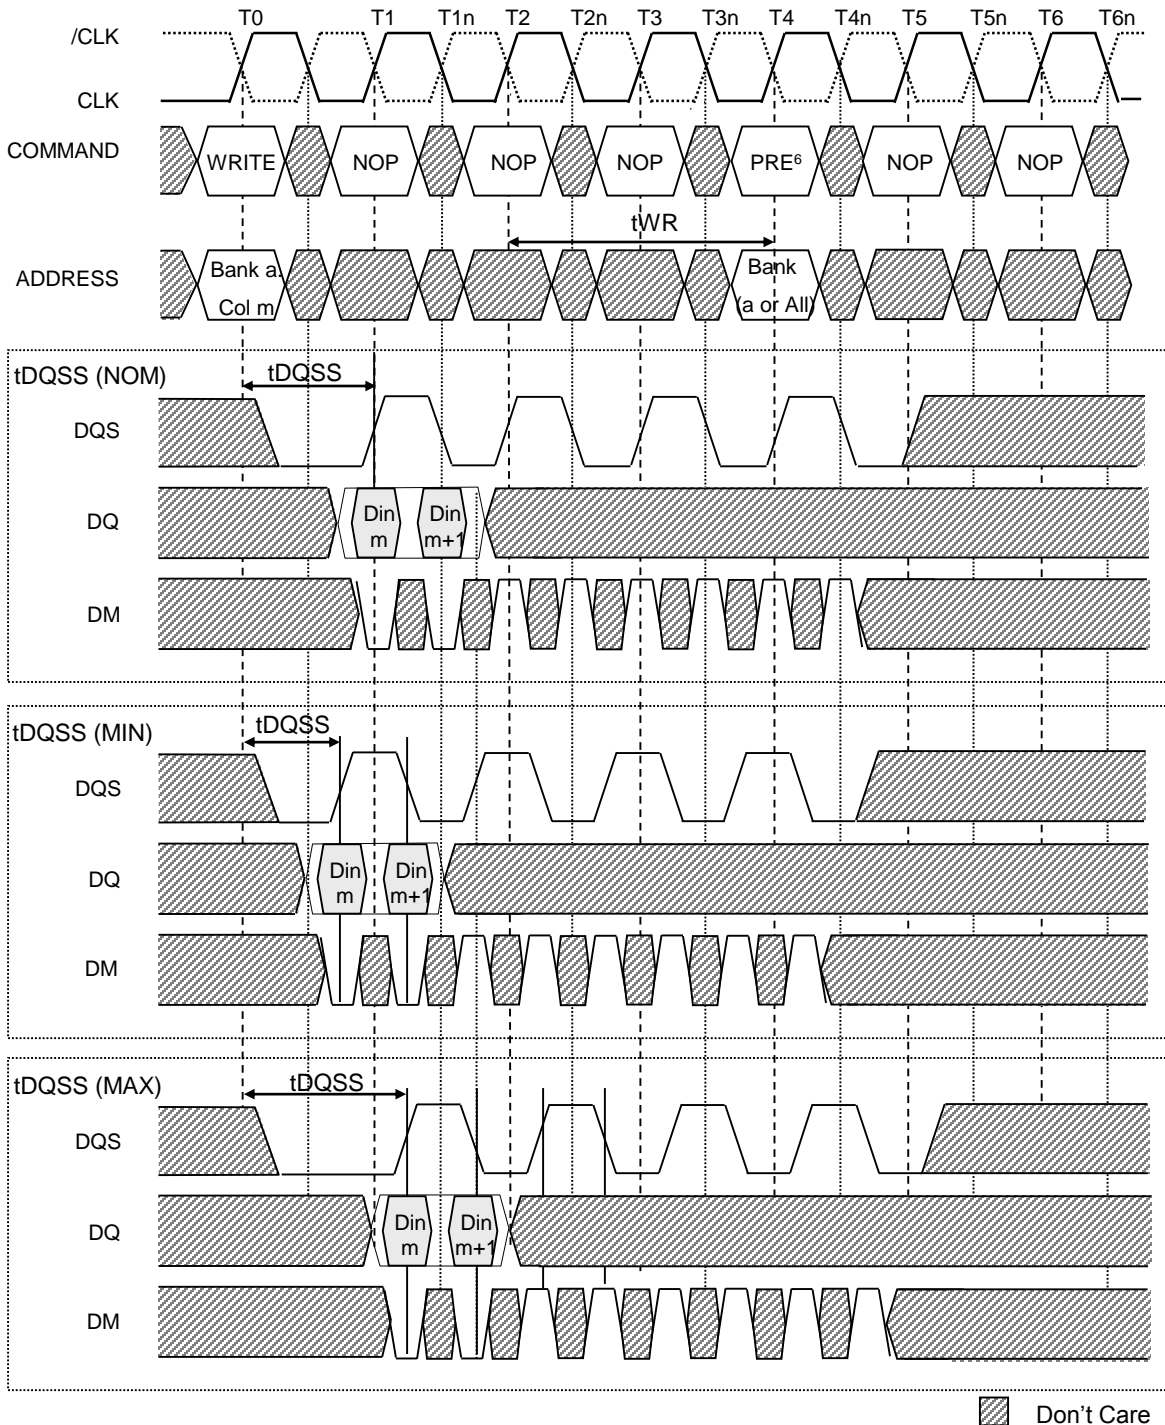 T0 T1 T1n T2 T2n T3 T3n T4 T4n T5 T5n T6 T6n
/CLK
CLK
COMMAND WRITE NOP NOP NOP PRE⁶ NOP NOP
tWR
ADDRESS Bank a. Bank
Col m (a or All)
tDQSS (NOM) tDQSS
DQS
DQ Din Din
m m+1
DM
tDQSS (MIN) tDQSS
DQS
DQ Din Din
m m+1
DM
tDQSS (MAX) tDQSS
DQS
DQ Din Din
m m+1
DM
Don't Care